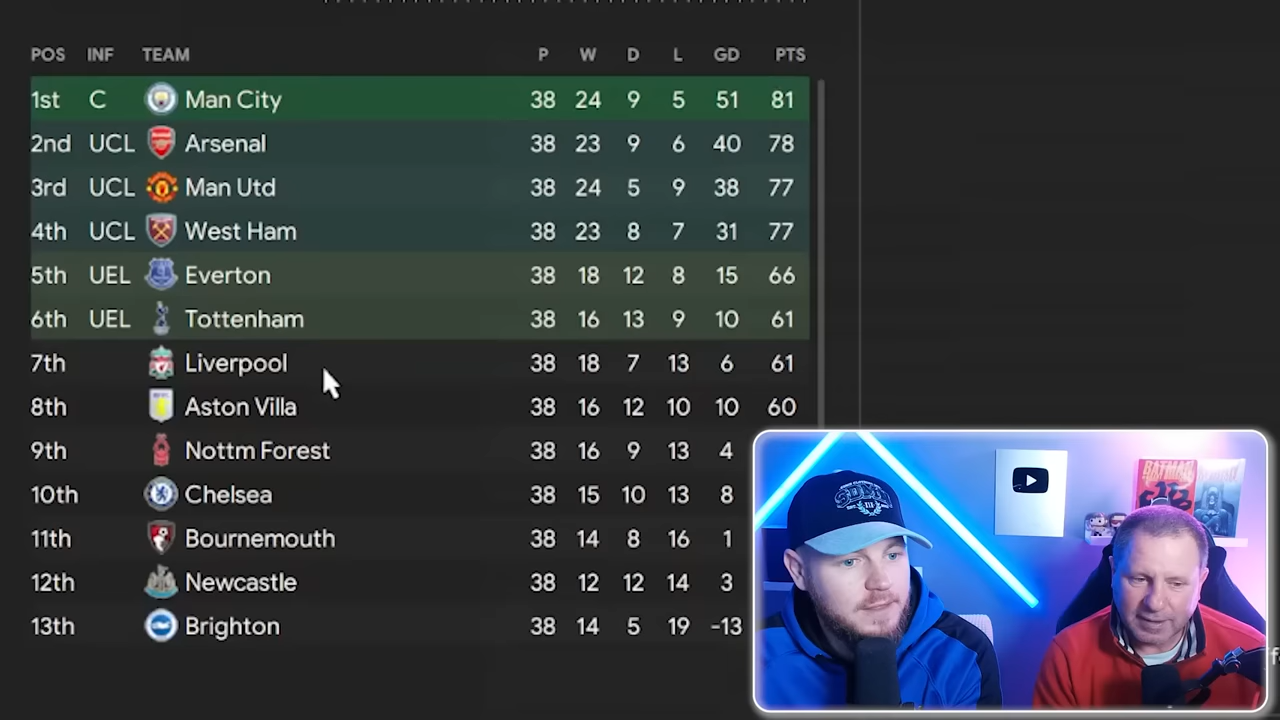 POS INF TEAM P W D L GD PTS
1st C Man City 38 24 9 5 51 81
2nd UCL Arsenal 38 23 9 6 40 78
3rd UCL Man Utd 38 24 5 9 38 77
4th UCL West Ham 38 23 8 7 31 77
5th UEL Everton 38 18 12 8 15 66
6th UEL Tottenham 38 16 13 9 10 61
7th Liverpool 38 18 7 13 6 61
8th Aston Villa 38 16 12 10 10 60
9th Nottm Forest 38 16 9 13 4
10th Chelsea 38 15 10 13 8
11th Bournemouth 38 14 8 16 1
12th Newcastle 38 12 12 14 3
13th Brighton 38 14 5 19 -13
BATMAN